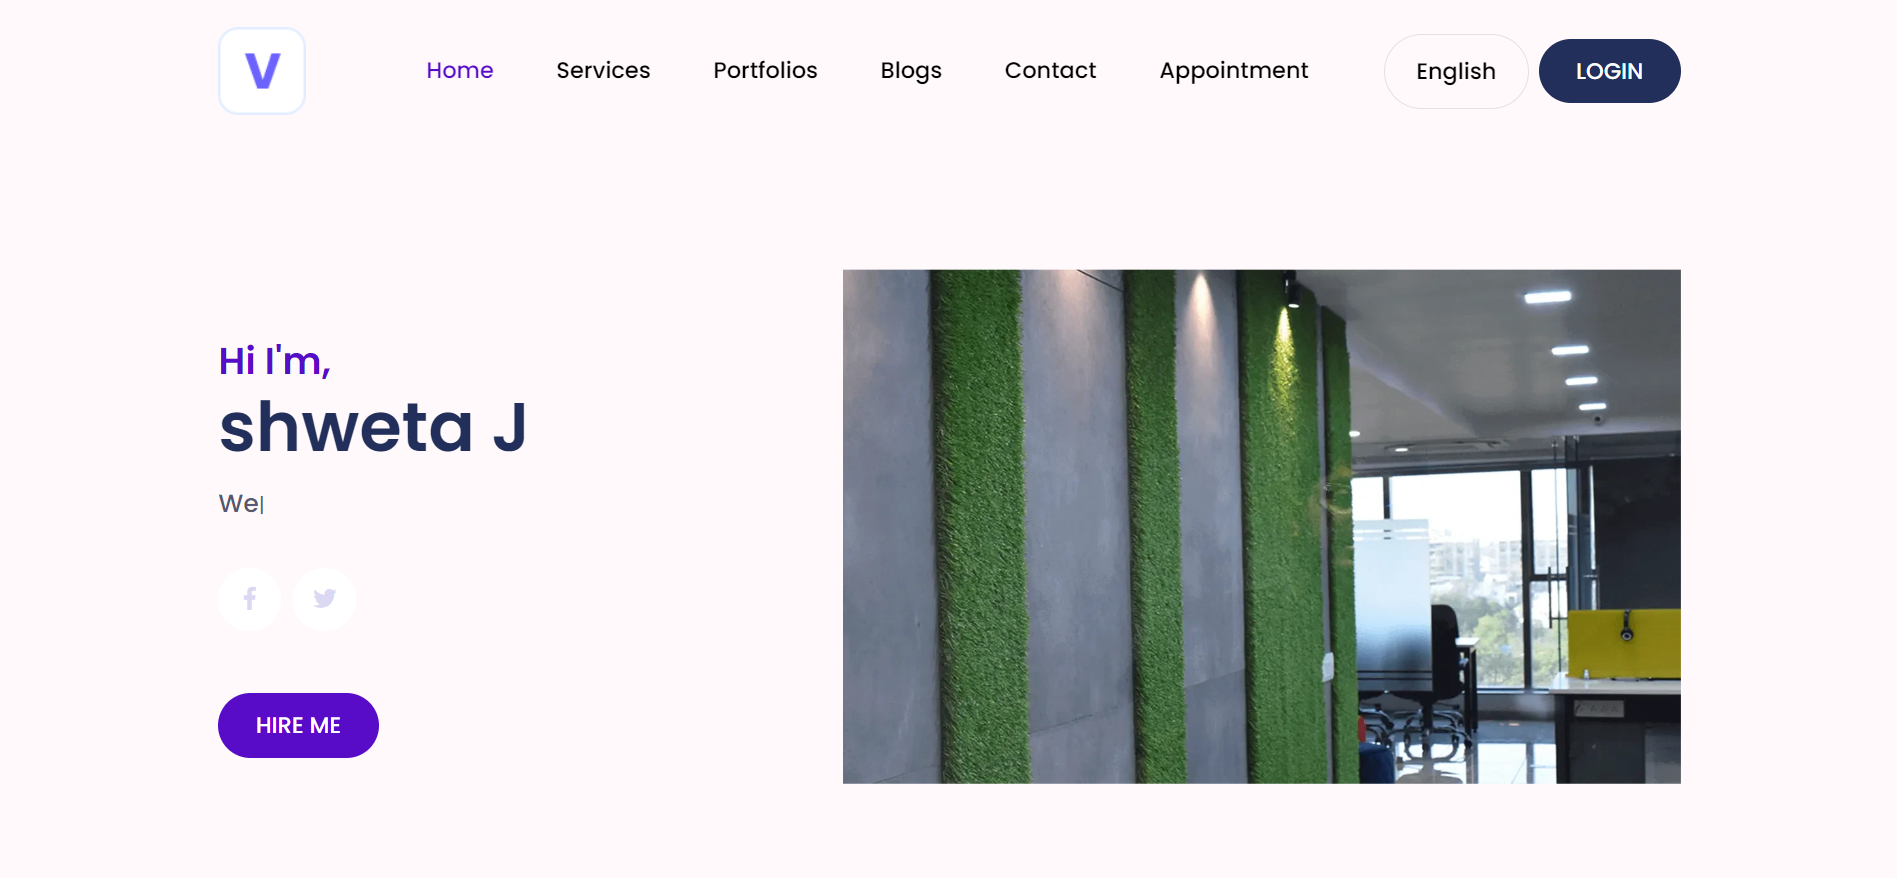 V
Home Services Portfolios Blogs Contact Appointment English LOGIN
Hi I'm,
shweta J
We
HIRE ME